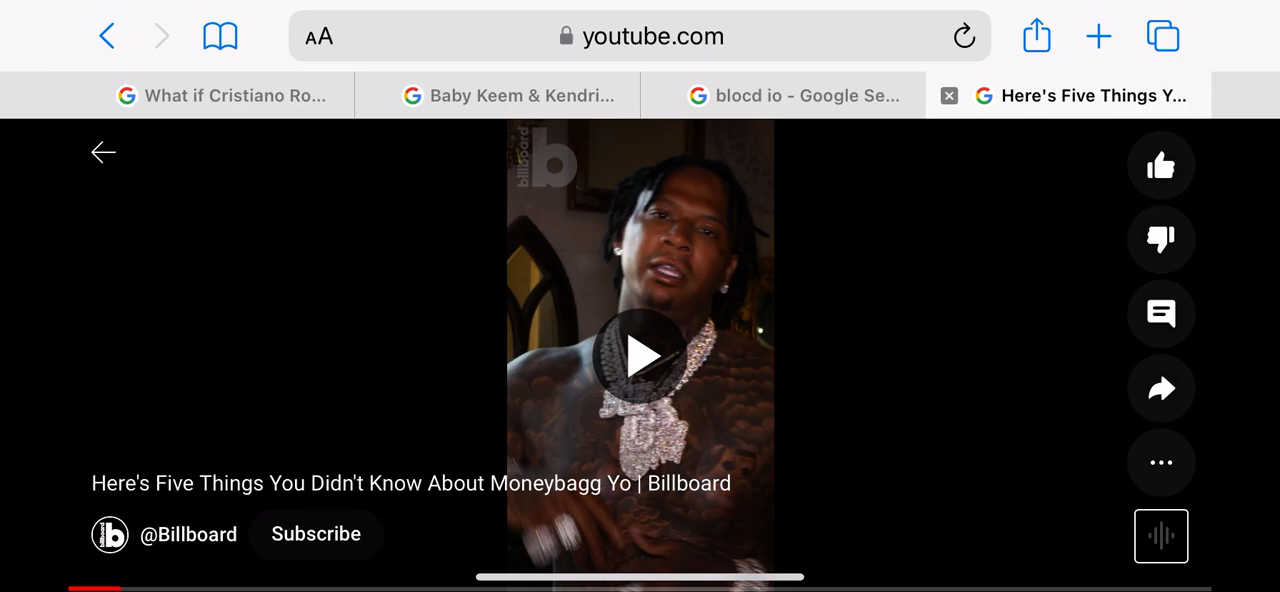 AA
youtube.com
What if Cristiano Ro...
Baby Keem & Kendri...
blocd io - Google Se...
Here's Five Things Y...
billboard
b
Here's Five Things You Didn't Know About Moneybagg Yo | Billboard
@Billboard
Subscribe